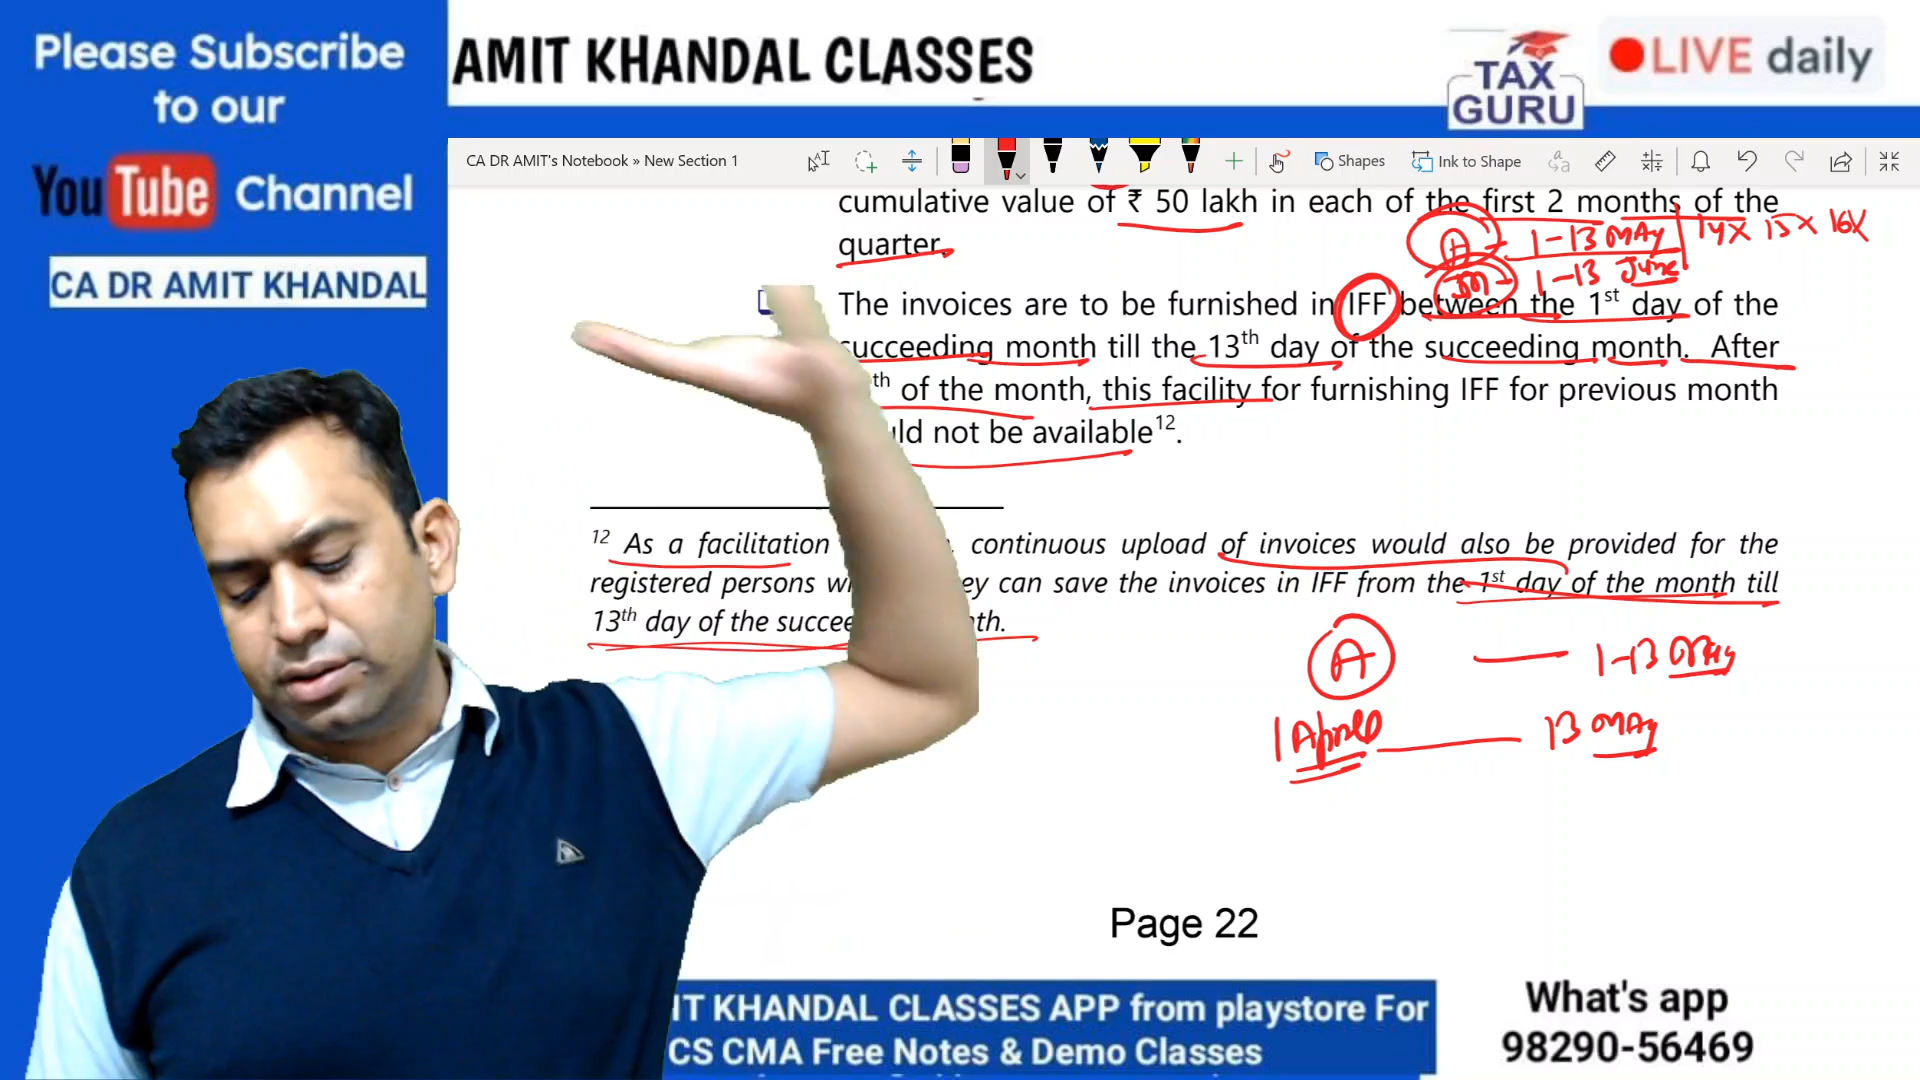 Please Subscribe
to our
YouTube Channel
CA DR AMIT KHANDAL
AMIT KHANDAL CLASSES
TAX
GURU
LIVE daily
CA DR AMIT's Notebook » New Section 1
Shapes
Ink to Shape
cumulative value of ₹ 50 lakh in each of the first 2 months of the
quarter.
A 1-13 MAy 14X 15X 16X
1-13 June
The invoices are to be furnished in IFF between the 1st day of the
succeeding month till the 13th day of the succeeding month. After
th of the month, this facility for furnishing IFF for previous month
not be available12.
12 As a facilitation continuous upload of invoices would also be provided for the
registered persons can save the invoices in IFF from the 1st day of the month till
13th day of the
A 1-13 MAy
1 April 13 MAy
Page 22
KHANDAL CLASSES APP from playstore For
CS CMA Free Notes & Demo Classes
What's app
98290-56469